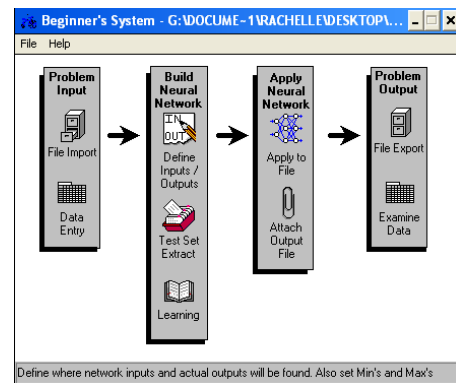 Beginner's System - G:\DOCUME~1\RACHELLE\DESKTOP\...
File Help
Problem
Input
File Import
Data
Entry
Build
Neural
Network
IN
OUT
Define
Inputs /
Outputs
Test Set
Extract
Learning
Apply
Neural
Network
Apply to
File
Attach
Output
File
Problem
Output
File Export
Examine
Data
Define where network inputs and actual outputs will be found. Also set Min's and Max's